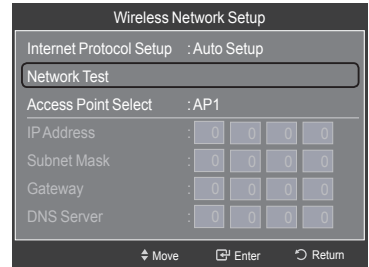 Wireless Network Setup
Internet Protocol Setup : Auto Setup
Network Test
Access Point Select : AP1
IP Address : 0 0 0 0
Subnet Mask : 0 0 0 0
Gateway : 0 0 0 0
DNS Server : 0 0 0 0
Move Enter Return